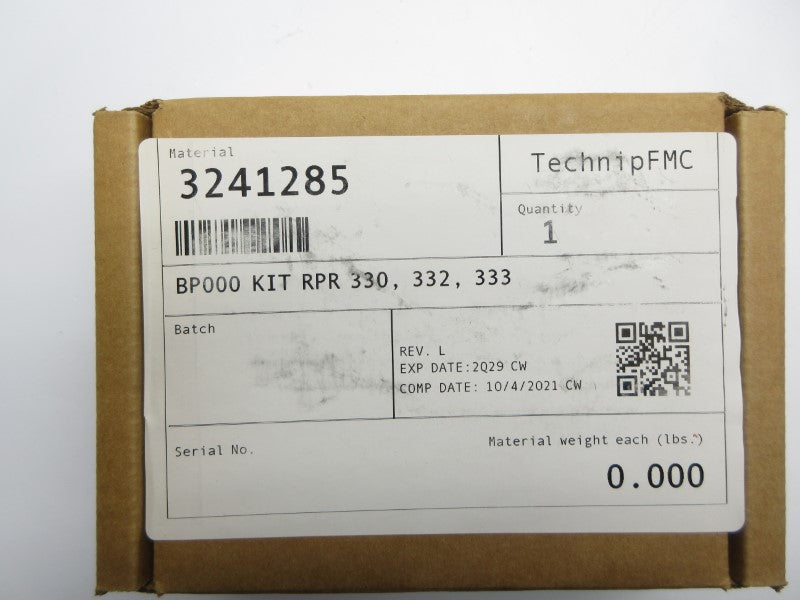 Material
3241285
TechnipFMC
Quantity
1
BP000 KIT RPR 330, 332, 333
Batch
REV. L
EXP DATE:2Q29 CW
COMP DATE: 10/4/2021 CW
Serial No.
Material weight each (lbs.)
0.000